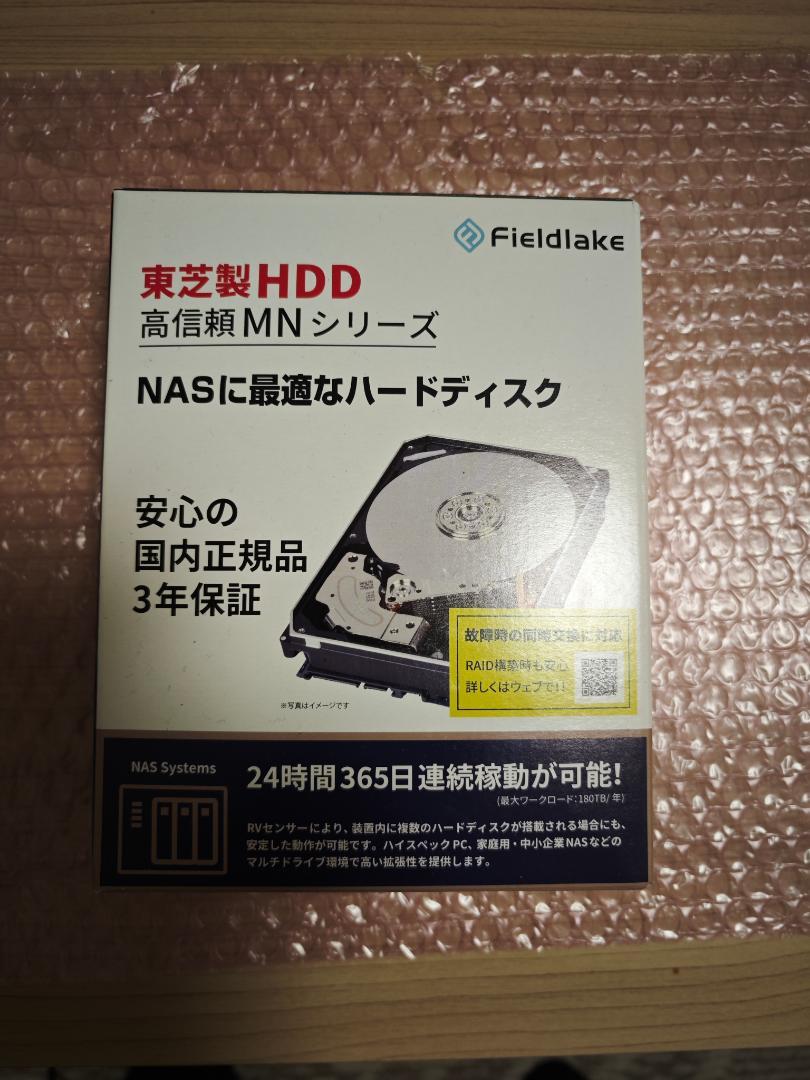 Fieldlake
東芝製HDD
高信頼MNシリーズ
NASに最適なハードディスク
安心の
国内正規品
3年保証
故障時の同時交換に対応
RAID構築時も安心
詳しくはウェブで!!
※写真はイメージです
NAS Systems
24時間365日連続稼動が可能!
(最大ワークロード:180TB/年)
RVセンサーにより、装置内に複数のハードディスクが搭載される場合にも、
安定した動作が可能です。ハイスペックPC、家庭用・中小企業NASなどの
マルチドライブ環境で高い拡張性を提供します。